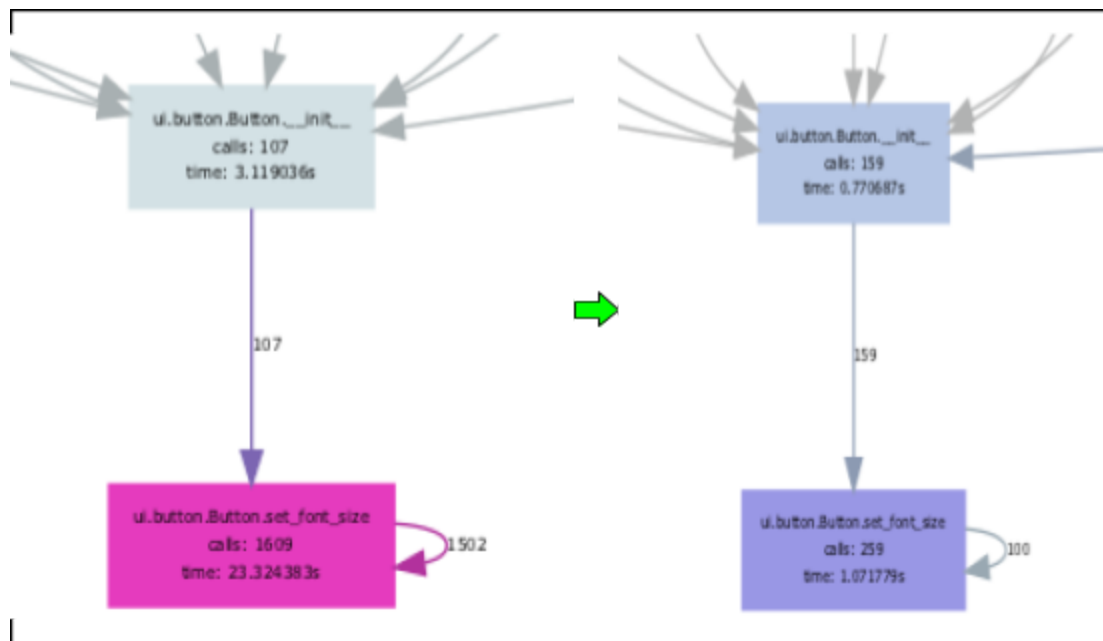 ui.button.Button.__init__
calls: 107
time: 3.119036s
107
ui.button.Button.set_font_size
calls: 1609
time: 23.324383s
1502
ui.button.Button.__init__
calls: 159
time: 0.770687s
159
ui.button.Button.set_font_size
calls: 259
time: 1.071779s
100